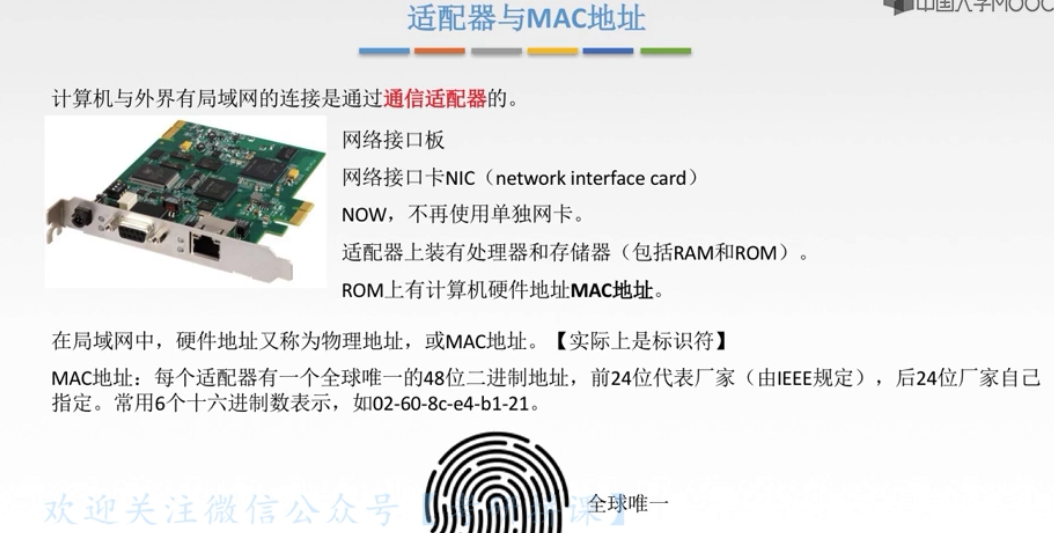 中国大学MOOC
适配器与MAC地址
计算机与外界有局域网的连接是通过通信适配器的。
网络接口板
网络接口卡NIC（network interface card）
NOW，不再使用单独网卡。
适配器上装有处理器和存储器（包括RAM和ROM）。
ROM上有计算机硬件地址MAC地址。
在局域网中，硬件地址又称为物理地址，或MAC地址。【实际上是标识符】
MAC地址：每个适配器有一个全球唯一的48位二进制地址，前24位代表厂家（由IEEE规定），后24位厂家自己
指定。常用6个十六进制数表示，如02-60-8c-e4-b1-21。
全球唯一
欢迎关注微信公众号【 课】